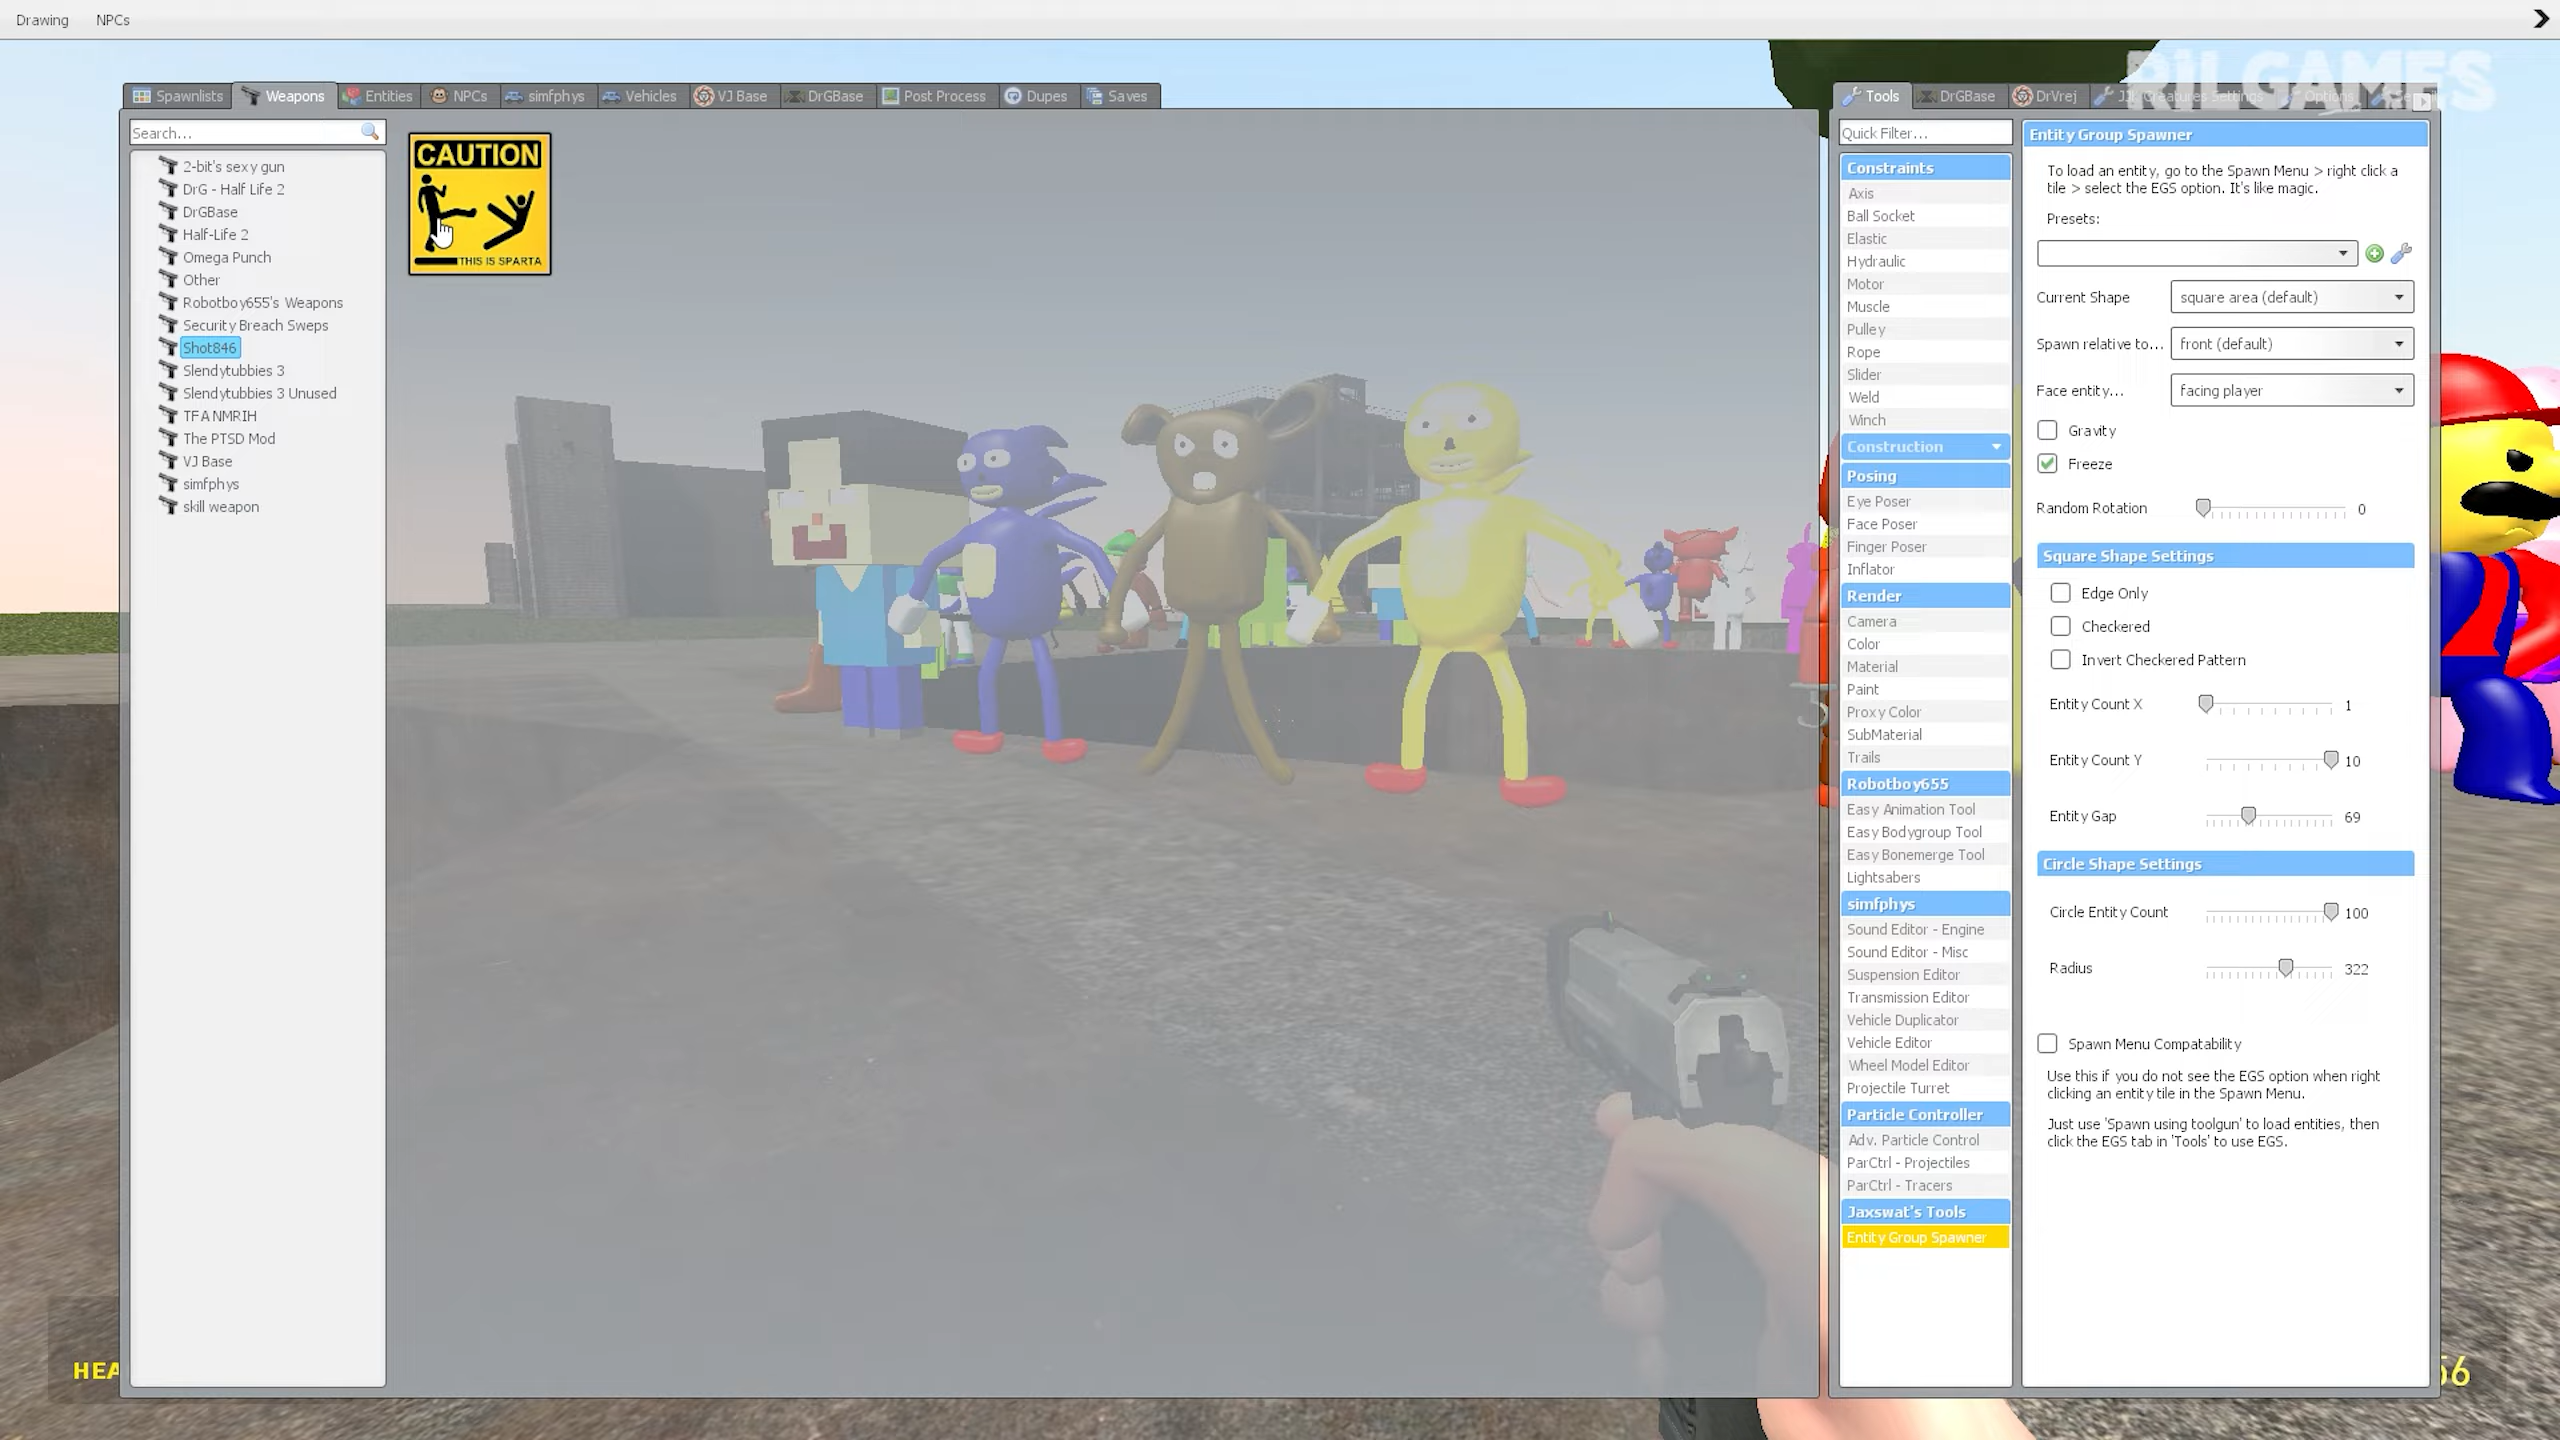 Drawing NPCs
RIL GAMES
Spawnlists Weapons Entities NPCs simfphys Vehicles VJ Base DrGBase Post Process Dupes Saves
Search...
2-bit's sexy gun
DrG - Half Life 2
DrGBase
Half-Life 2
Omega Punch
Other
Robotboy655's Weapons
Security Breach Sweps
Shot846
Slendytubbies 3
Slendytubbies 3 Unused
TFA NMRIH
The PTSD Mod
VJ Base
simfphys
skill weapon
CAUTION
THIS IS SPARTA
Tools DrGBase DrVrej Creatures Settings Options
Quick Filter...
Constraints
Axis
Ball Socket
Elastic
Hydraulic
Motor
Muscle
Pulley
Rope
Slider
Weld
Winch
Construction
Posing
Eye Poser
Face Poser
Finger Poser
Inflator
Render
Camera
Color
Material
Paint
Proxy Color
SubMaterial
Trails
Robotboy655
Easy Animation Tool
Easy Bodygroup Tool
Easy Bonemerge Tool
Lightsabers
simfphys
Sound Editor - Engine
Sound Editor - Misc
Suspension Editor
Transmission Editor
Vehicle Duplicator
Vehicle Editor
Wheel Model Editor
Projectile Turret
Particle Controller
Adv. Particle Control
ParCtrl - Projectiles
ParCtrl - Tracers
Jaxswat's Tools
Entity Group Spawner
Entity Group Spawner
To load an entity, go to the Spawn Menu > right click a
tile > select the EGS option. It's like magic.
Presets:
Current Shape square area (default)
Spawn relative to... front (default)
Face entity... facing player
Gravity
Freeze
Random Rotation 0
Square Shape Settings
Edge Only
Checkered
Invert Checkered Pattern
Entity Count X 1
Entity Count Y 10
Entity Gap 69
Circle Shape Settings
Circle Entity Count 100
Radius 322
Spawn Menu Compatability
Use this if you do not see the EGS option when right
clicking an entity tile in the Spawn Menu.
Just use 'Spawn using toolgun' to load entities, then
click the EGS tab in 'Tools' to use EGS.
HEA